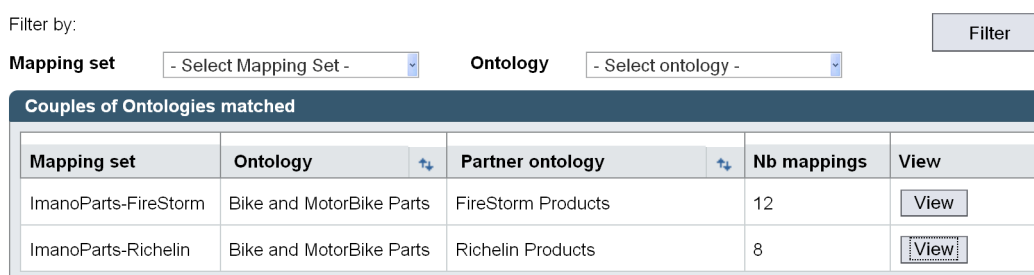 Filter by:
Filter
Mapping set - Select Mapping Set - Ontology - Select ontology -
Couples of Ontologies matched
Mapping set Ontology Partner ontology Nb mappings View
ImanoParts-FireStorm Bike and MotorBike Parts FireStorm Products 12 View
ImanoParts-Richelin Bike and MotorBike Parts Richelin Products 8 View